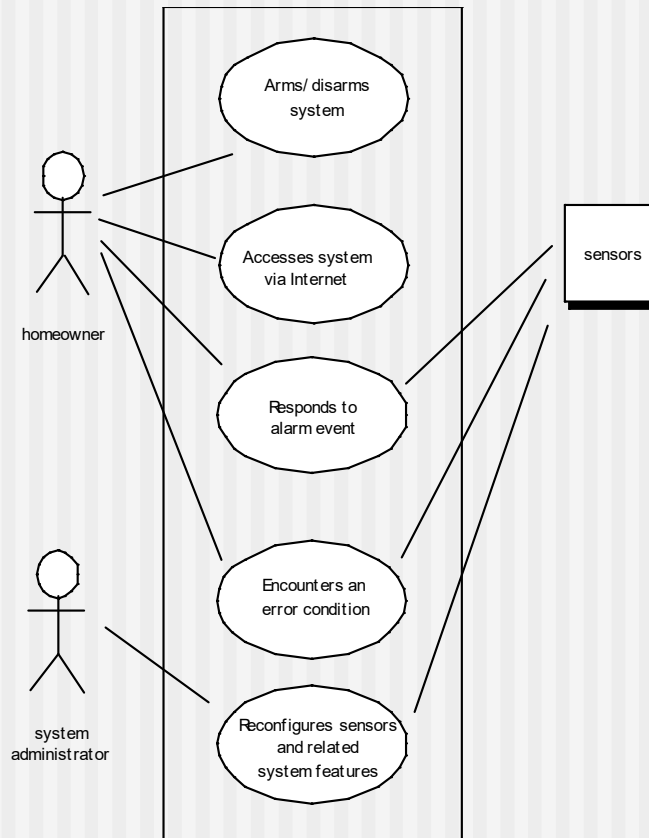 Arms/ disarms
system
Accesses system
via Internet
sensors
homeowner
Responds to
alarm event
Encounters an
error condition
system
administrator
Reconfigures sensors
and related
system features